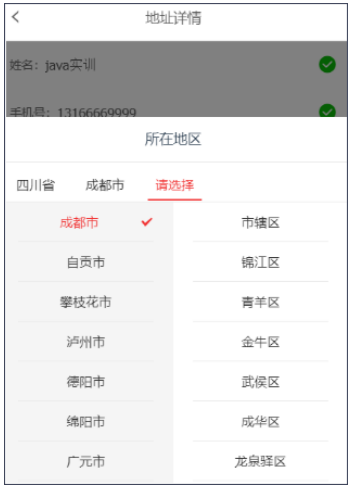 地址详情
姓名：java实训
手机号：13166669999
所在地区
四川省 成都市 请选择
成都市 市辖区
自贡市 锦江区
攀枝花市 青羊区
泸州市 金牛区
德阳市 武侯区
绵阳市 成华区
广元市 龙泉驿区